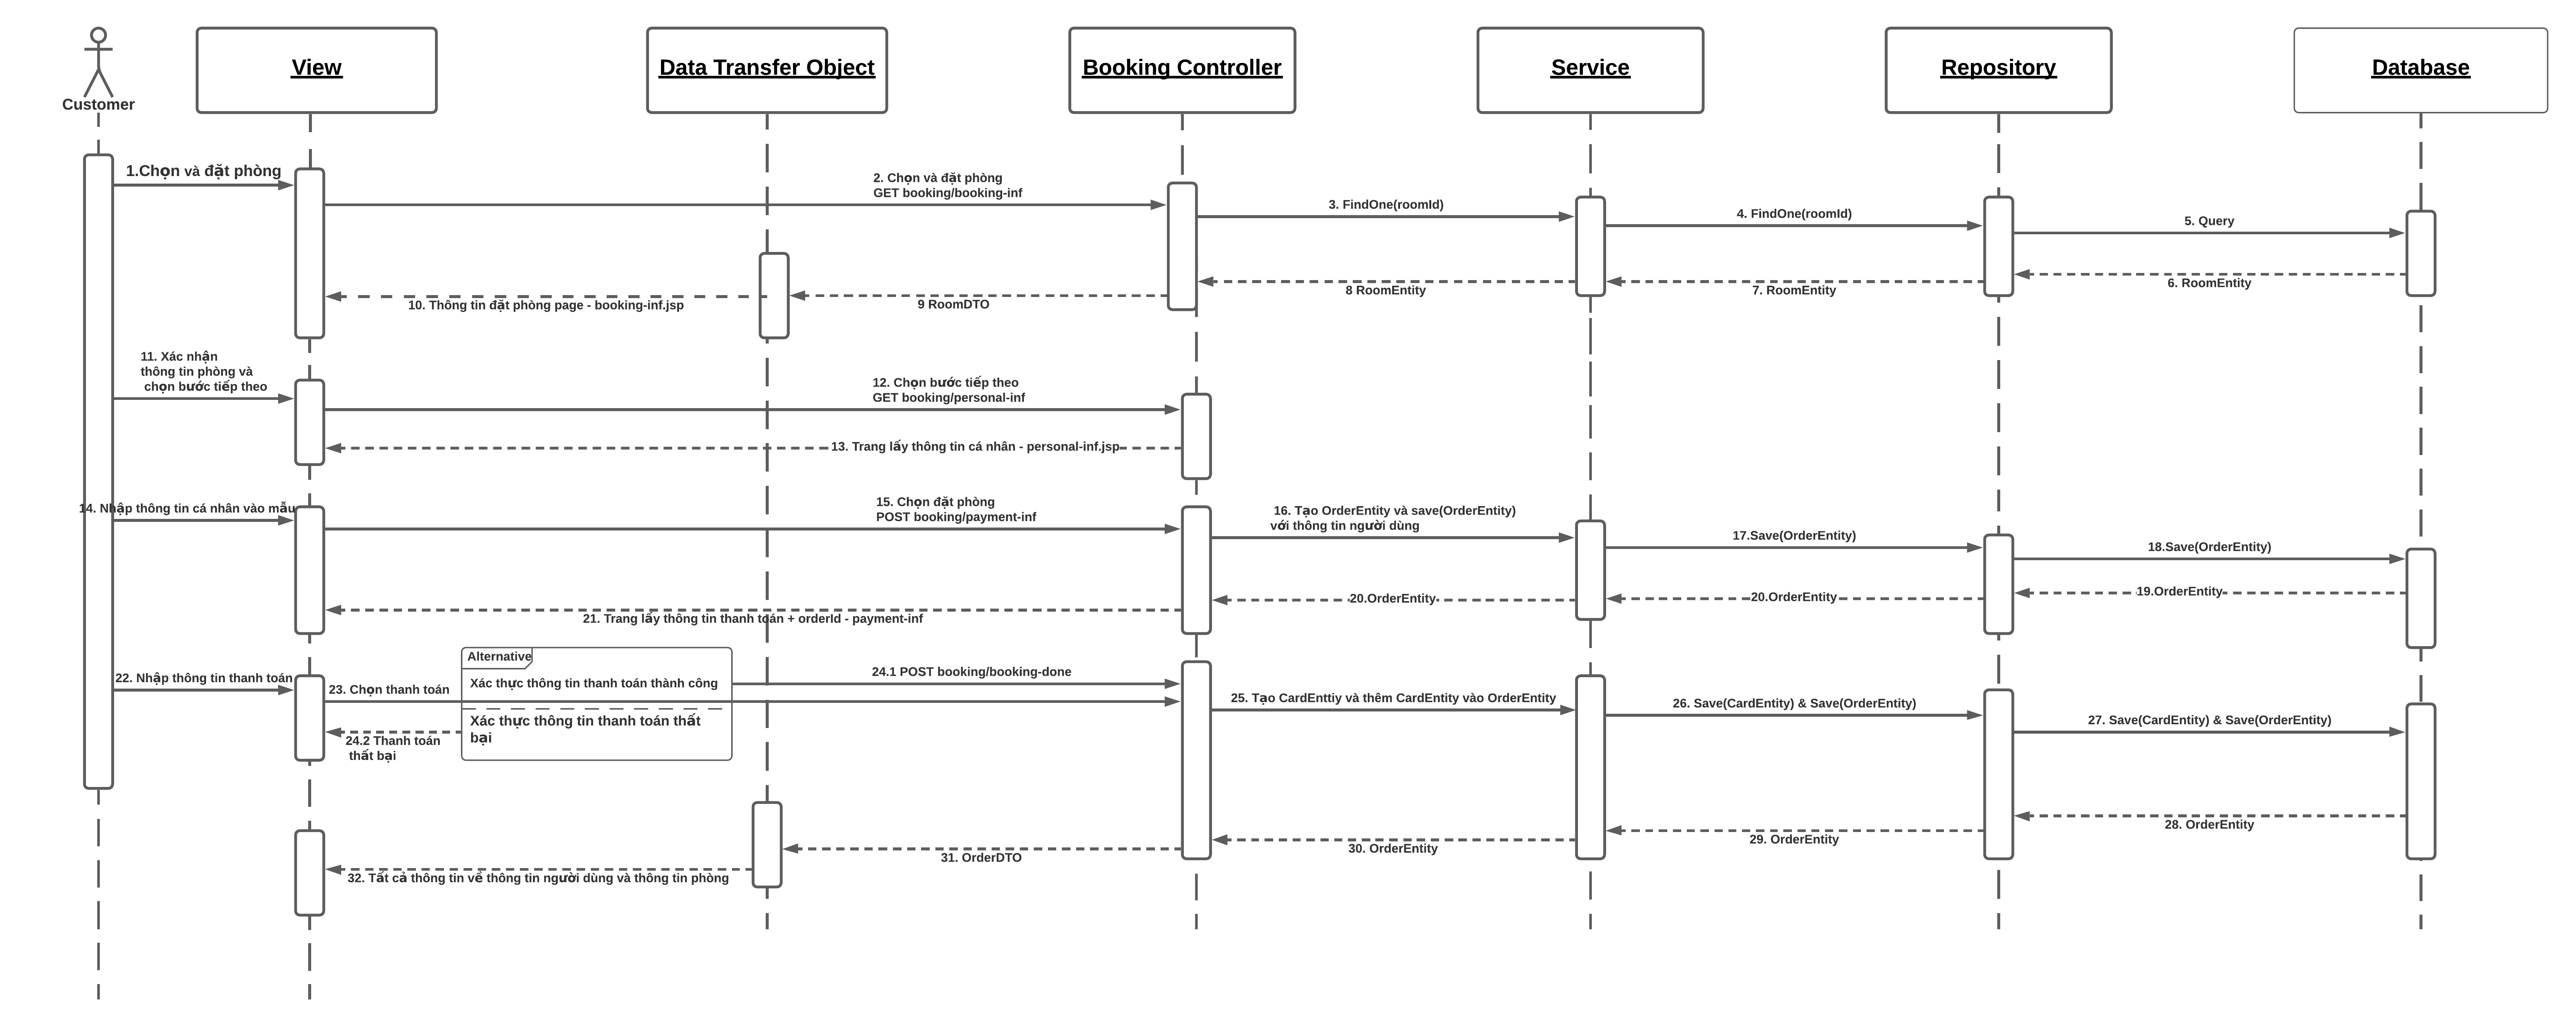 Customer
View
Data Transfer Object
Booking Controller
Service
Repository
Database
1.Chọn và đặt phòng
2. Chọn và đặt phòng
GET booking/booking-inf
3. FindOne(roomId)
4. FindOne(roomId)
5. Query
6. RoomEntity
7. RoomEntity
8 RoomEntity
9 RoomDTO
10. Thông tin đặt phòng page - booking-inf.jsp
11. Xác nhận
thông tin phòng và
chọn bước tiếp theo
12. Chọn bước tiếp theo
GET booking/personal-inf
13. Trang lấy thông tin cá nhân - personal-inf.jsp
14. Nhập thông tin cá nhân vào mẫu
15. Chọn đặt phòng
POST booking/payment-inf
16. Tạo OrderEntity và save(OrderEntity)
với thông tin người dùng
17.Save(OrderEntity)
18.Save(OrderEntity)
19.OrderEntity
20.OrderEntity
20.OrderEntity
21. Trang lấy thông tin thanh toán + orderId - payment-inf
22. Nhập thông tin thanh toán
23. Chọn thanh toán
Alternative
Xác thực thông tin thanh toán thành công
Xác thực thông tin thanh toán thất
bại
24.1 POST booking/booking-done
24.2 Thanh toán
thất bại
25. Tạo CardEnttiy và thêm CardEntity vào OrderEntity
26. Save(CardEntity) & Save(OrderEntity)
27. Save(CardEntity) & Save(OrderEntity)
28. OrderEntity
29. OrderEntity
30. OrderEntity
31. OrderDTO
32. Tất cả thông tin về thông tin người dùng và thông tin phòng